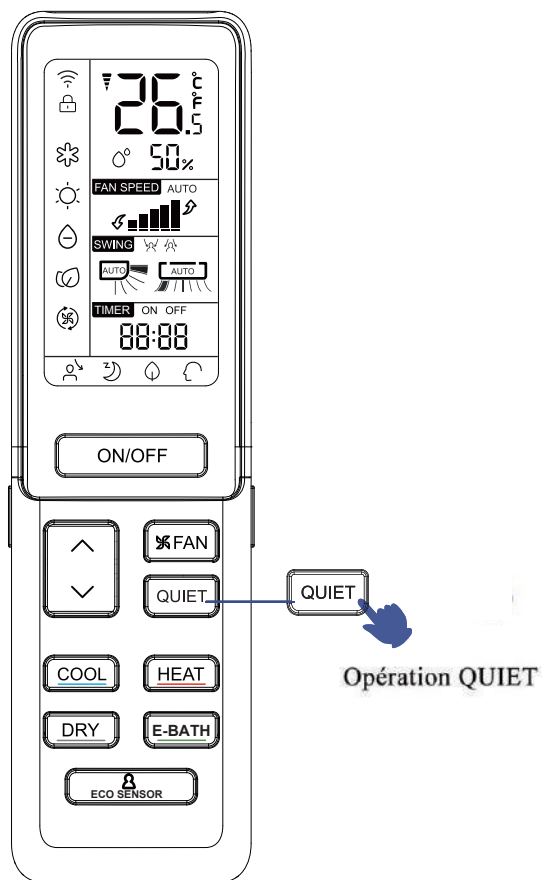 26.5 °C °F
50%
FAN SPEED AUTO
SWING
AUTO AUTO
TIMER ON OFF
88:88
z
ON/OFF
FAN
QUIET QUIET
Opération QUIET
COOL HEAT
DRY E-BATH
ECO SENSOR